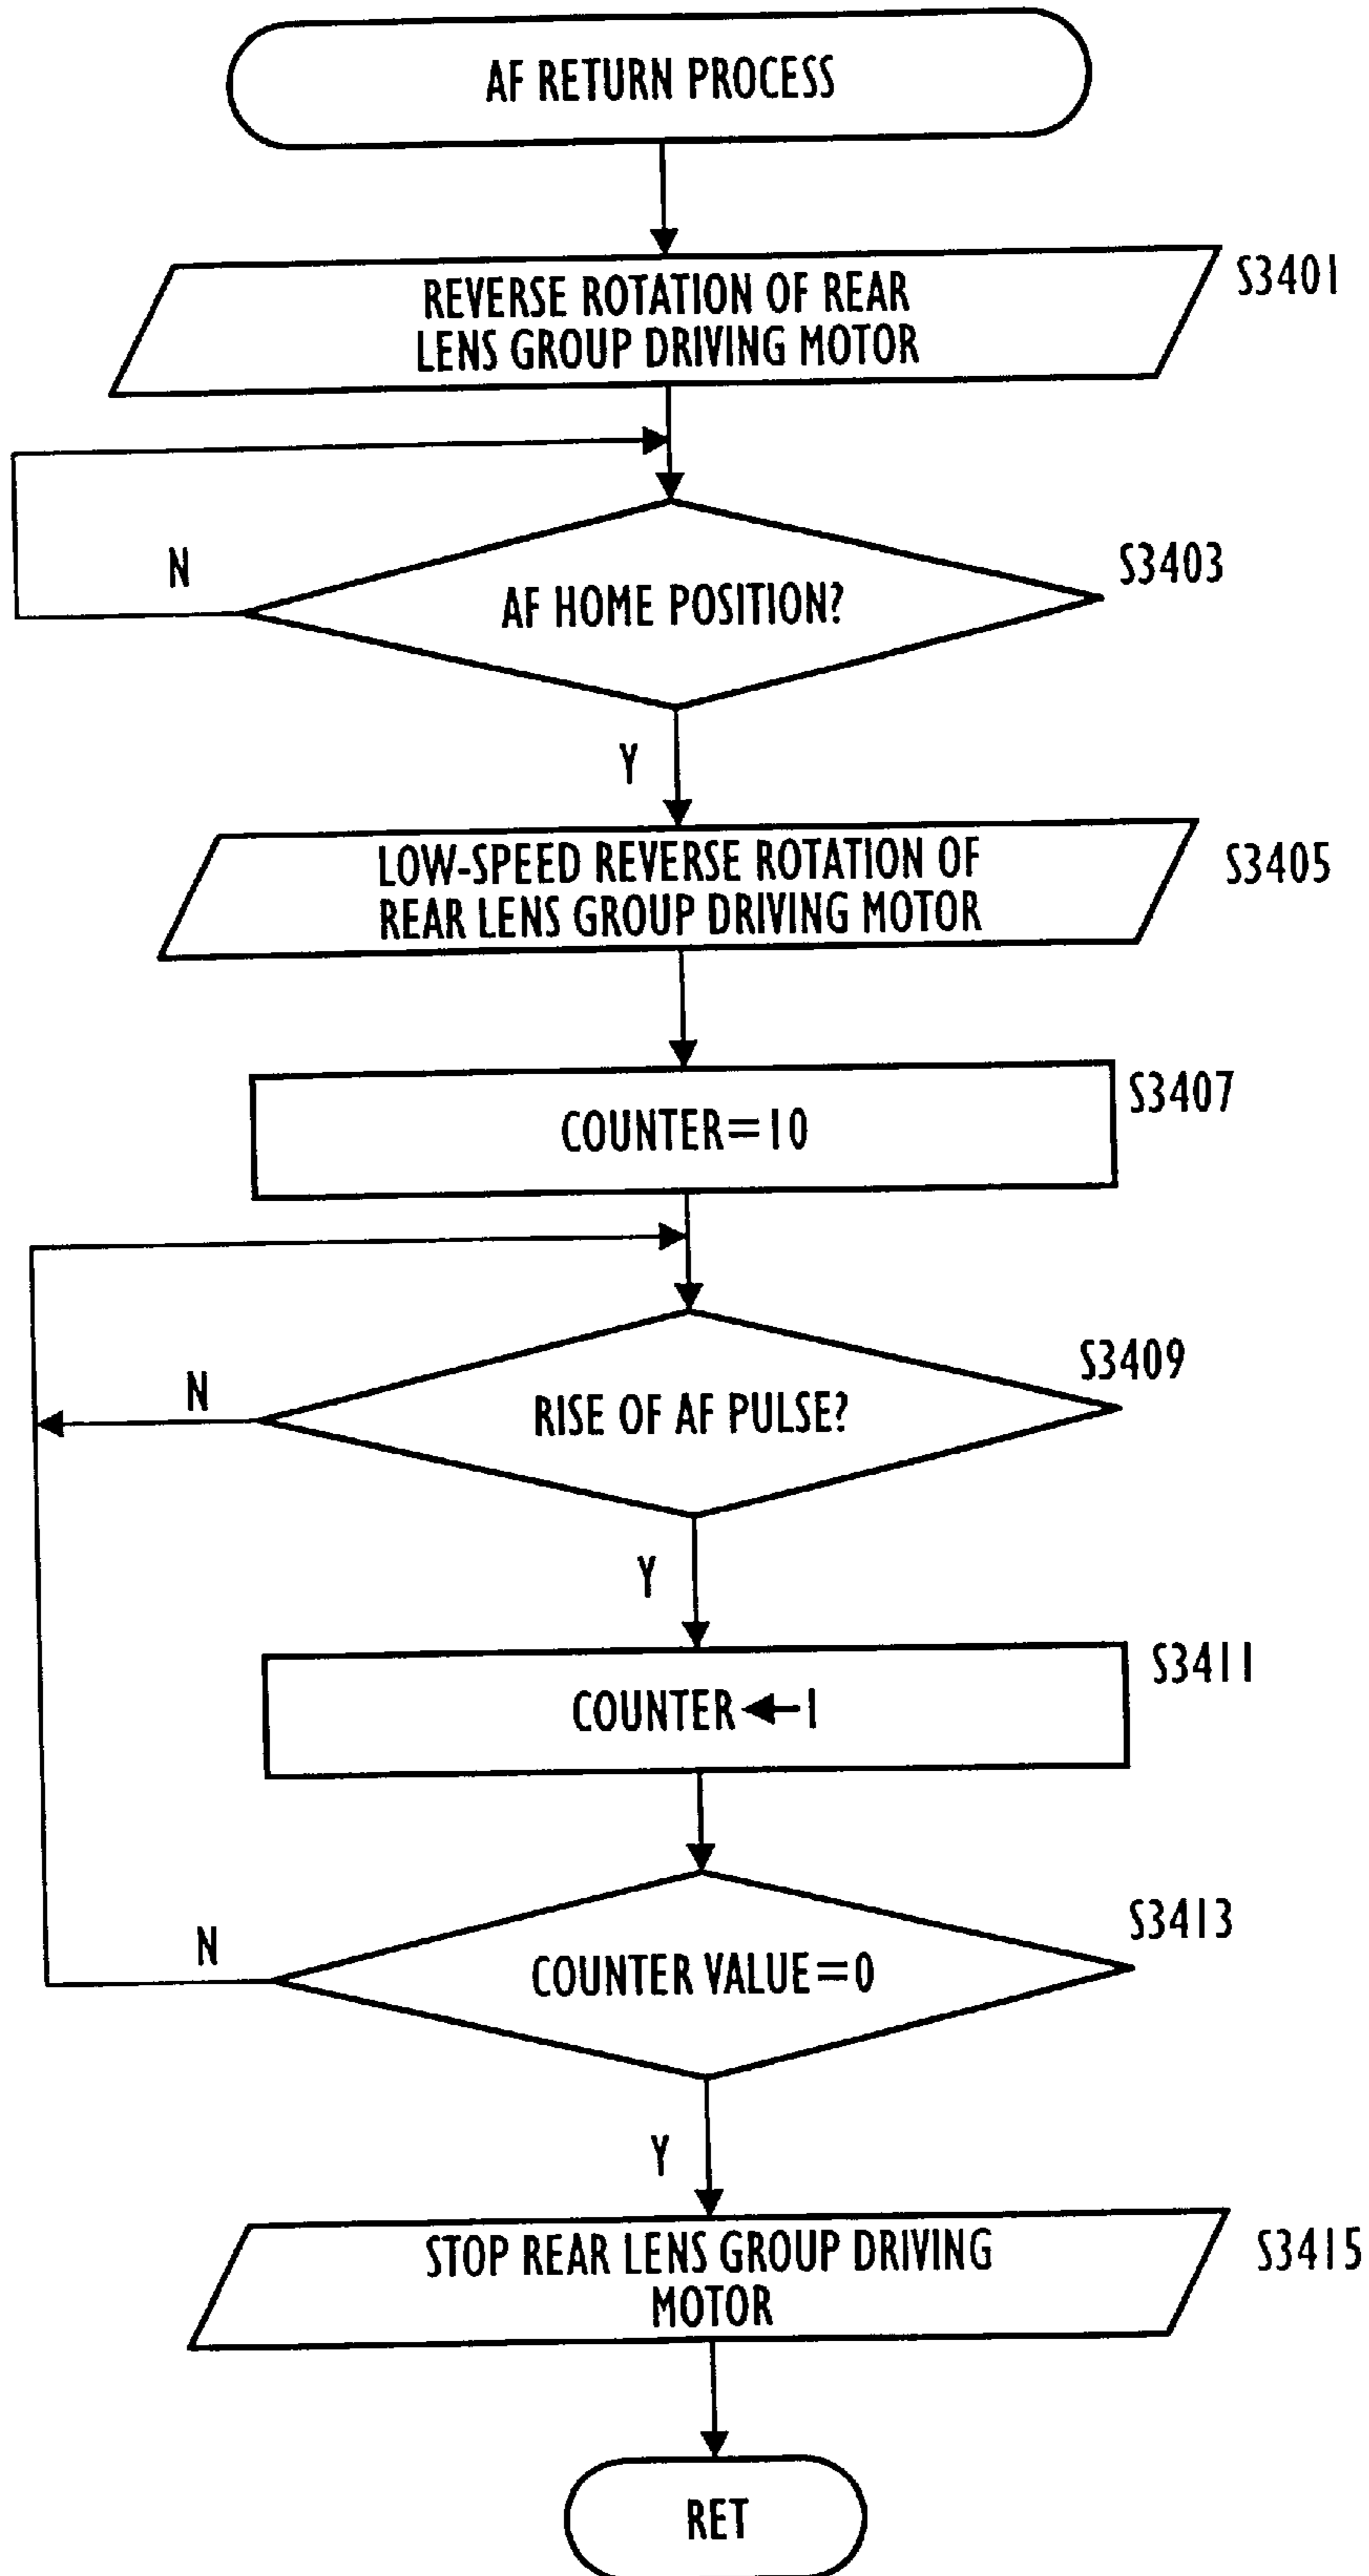 AF RETURN PROCESS
REVERSE ROTATION OF REAR
LENS GROUP DRIVING MOTOR
S3401
N
AF HOME POSITION?
S3403
Y
LOW-SPEED REVERSE ROTATION OF
REAR LENS GROUP DRIVING MOTOR
S3405
COUNTER=10
S3407
N
RISE OF AF PULSE?
S3409
Y
COUNTER←1
S3411
N
COUNTER VALUE=0
S3413
Y
STOP REAR LENS GROUP DRIVING
MOTOR
S3415
RET